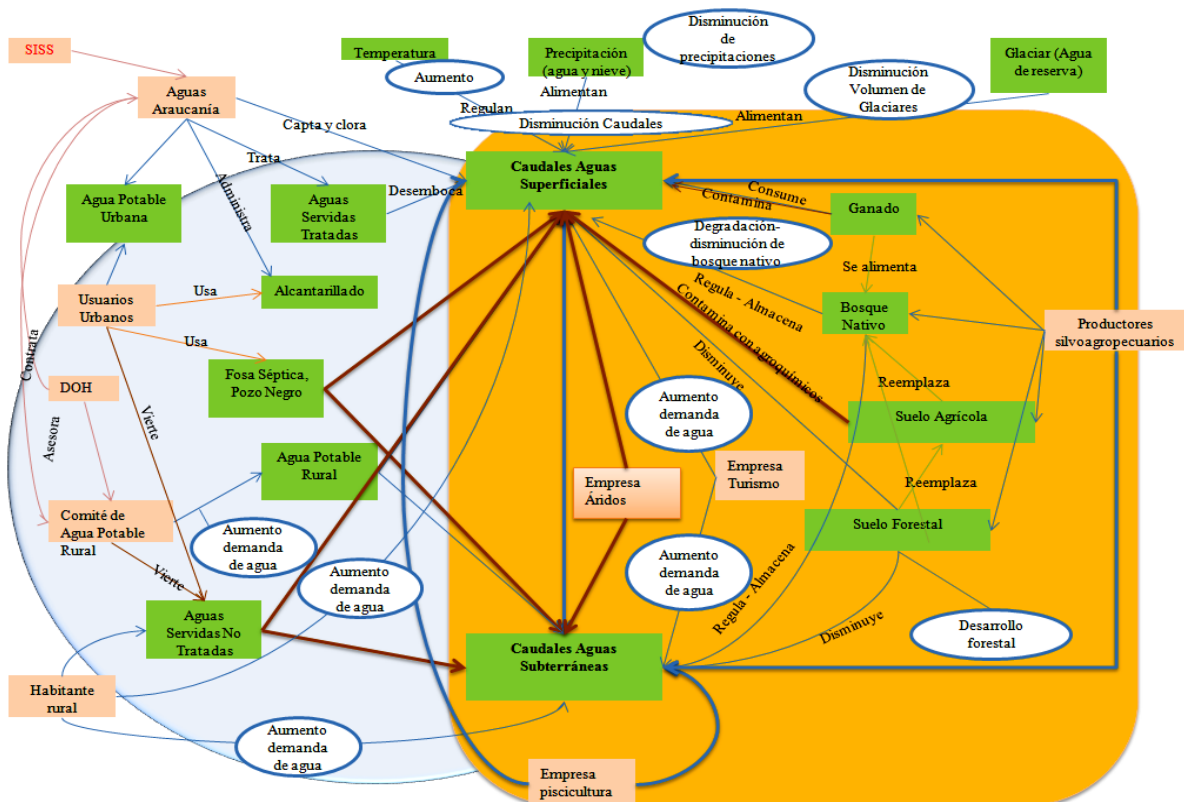 SISS
Temperatura
Aumento
Regulan
Precipitación
(agua y nieve)
Alimentan
Disminución
de
precipitaciones
Glaciar (Agua
de reserva)
Disminución
Volumen de
Glaciares
Alimentan
Disminución Caudales
Aguas
Araucanía
Capta y clora
Trata
Administra
Desemboca
Agua Potable
Urbana
Aguas
Servidas
Tratadas
Caudales Aguas
Superficiales
Consume
Contamina
Ganado
Degradación-
disminución de
bosque nativo
Se alimenta
Regula - Almacena
Bosque
Nativo
Productores
silvoagropecuarios
Usuarios
Urbanos
Usa
Alcantarillado
Usa
Contrata
Fosa Séptica,
Pozo Negro
DOH
Vierte
Asesora
Contamina con agroquímicos
Disminuye
Reemplaza
Suelo Agrícola
Aumento
demanda
de agua
Agua Potable
Rural
Empresa
Áridos
Empresa
Turismo
Reemplaza
Suelo Forestal
Comité de
Agua Potable
Rural
Aumento
demanda
de agua
Vierte
Aumento
demanda
de agua
Aumento
demanda
de agua
Regula - Almacena
Aguas
Servidas No
Tratadas
Caudales Aguas
Subterráneas
Disminuye
Desarrollo
forestal
Habitante
rural
Aumento
demanda
de agua
Empresa
piscicultura